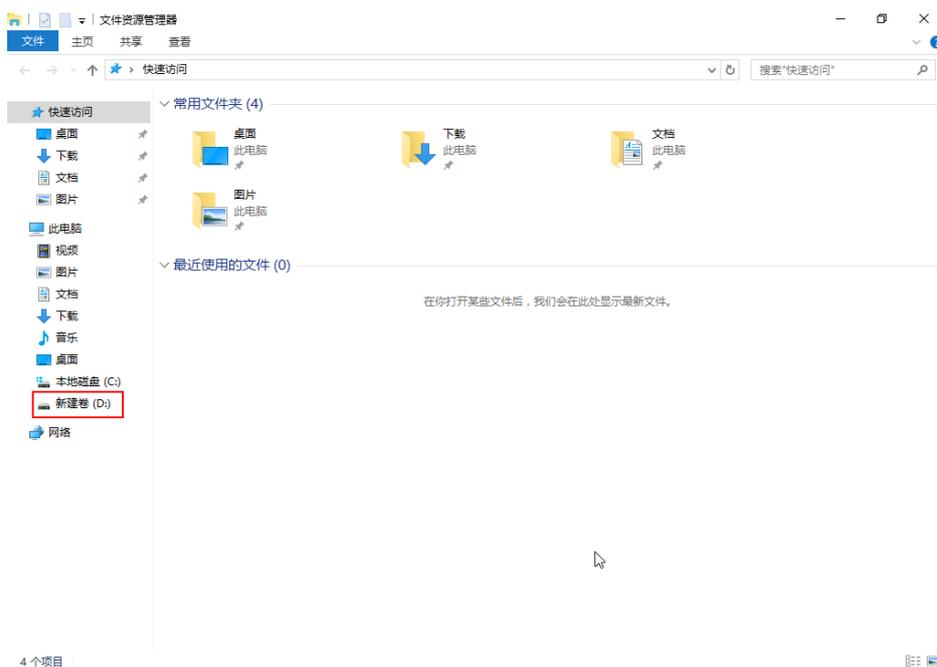 文件资源管理器
文件 主页 共享 查看
快速访问
搜索"快速访问"
快速访问
桌面
下载
文档
图片
此电脑
视频
图片
文档
下载
音乐
桌面
本地磁盘 (C:)
新建卷 (D:)
网络
常用文件夹 (4)
桌面
此电脑
下载
此电脑
文档
此电脑
图片
此电脑
最近使用的文件 (0)
在你打开某些文件后，我们会在此处显示最新文件。
4 个项目